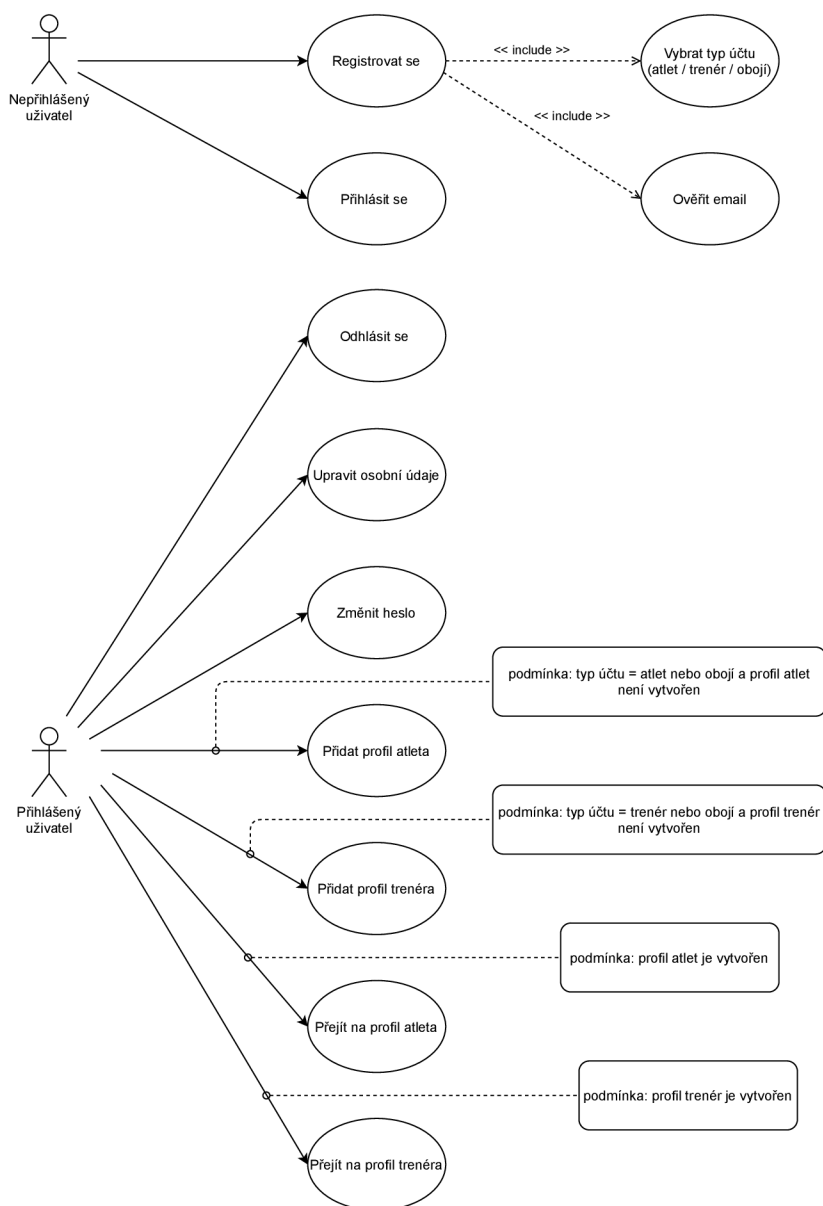 Nepřihlášený
uživatel
Registrovat se
<< include >>
Vybrat typ účtu
(atlet / trenér / obojí)
<< include >>
Přihlásit se
Ověřit email
Odhlásit se
Upravit osobní údaje
Změnit heslo
podmínka: typ účtu = atlet nebo obojí a profil atlet
není vytvořen
Přihlášený
uživatel
Přidat profil atleta
podmínka: typ účtu = trenér nebo obojí a profil trenér
není vytvořen
Přidat profil trenéra
podmínka: profil atlet je vytvořen
Přejít na profil atleta
podmínka: profil trenér je vytvořen
Přejít na profil trenéra